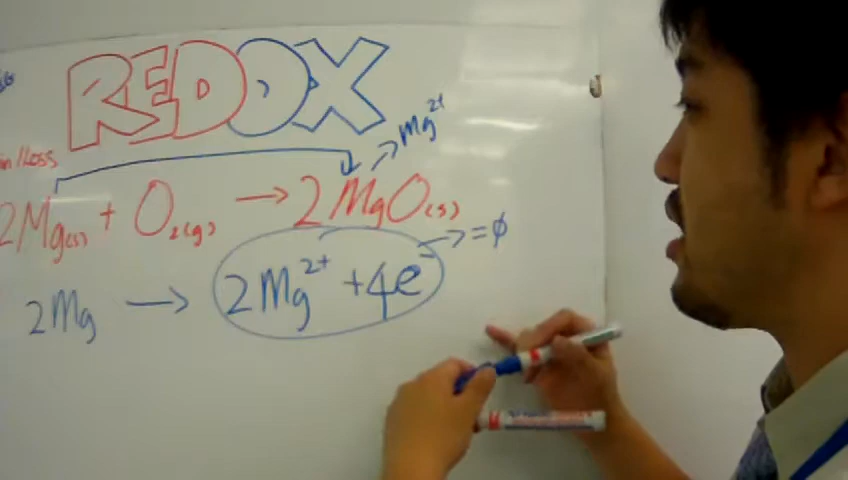 REDOX
Mg²⁺
/Loss
2Mg(s) + O₂(g) → 2MgO(s)
2Mg → 2Mg²⁺ + 4e⁻ → = ϕ